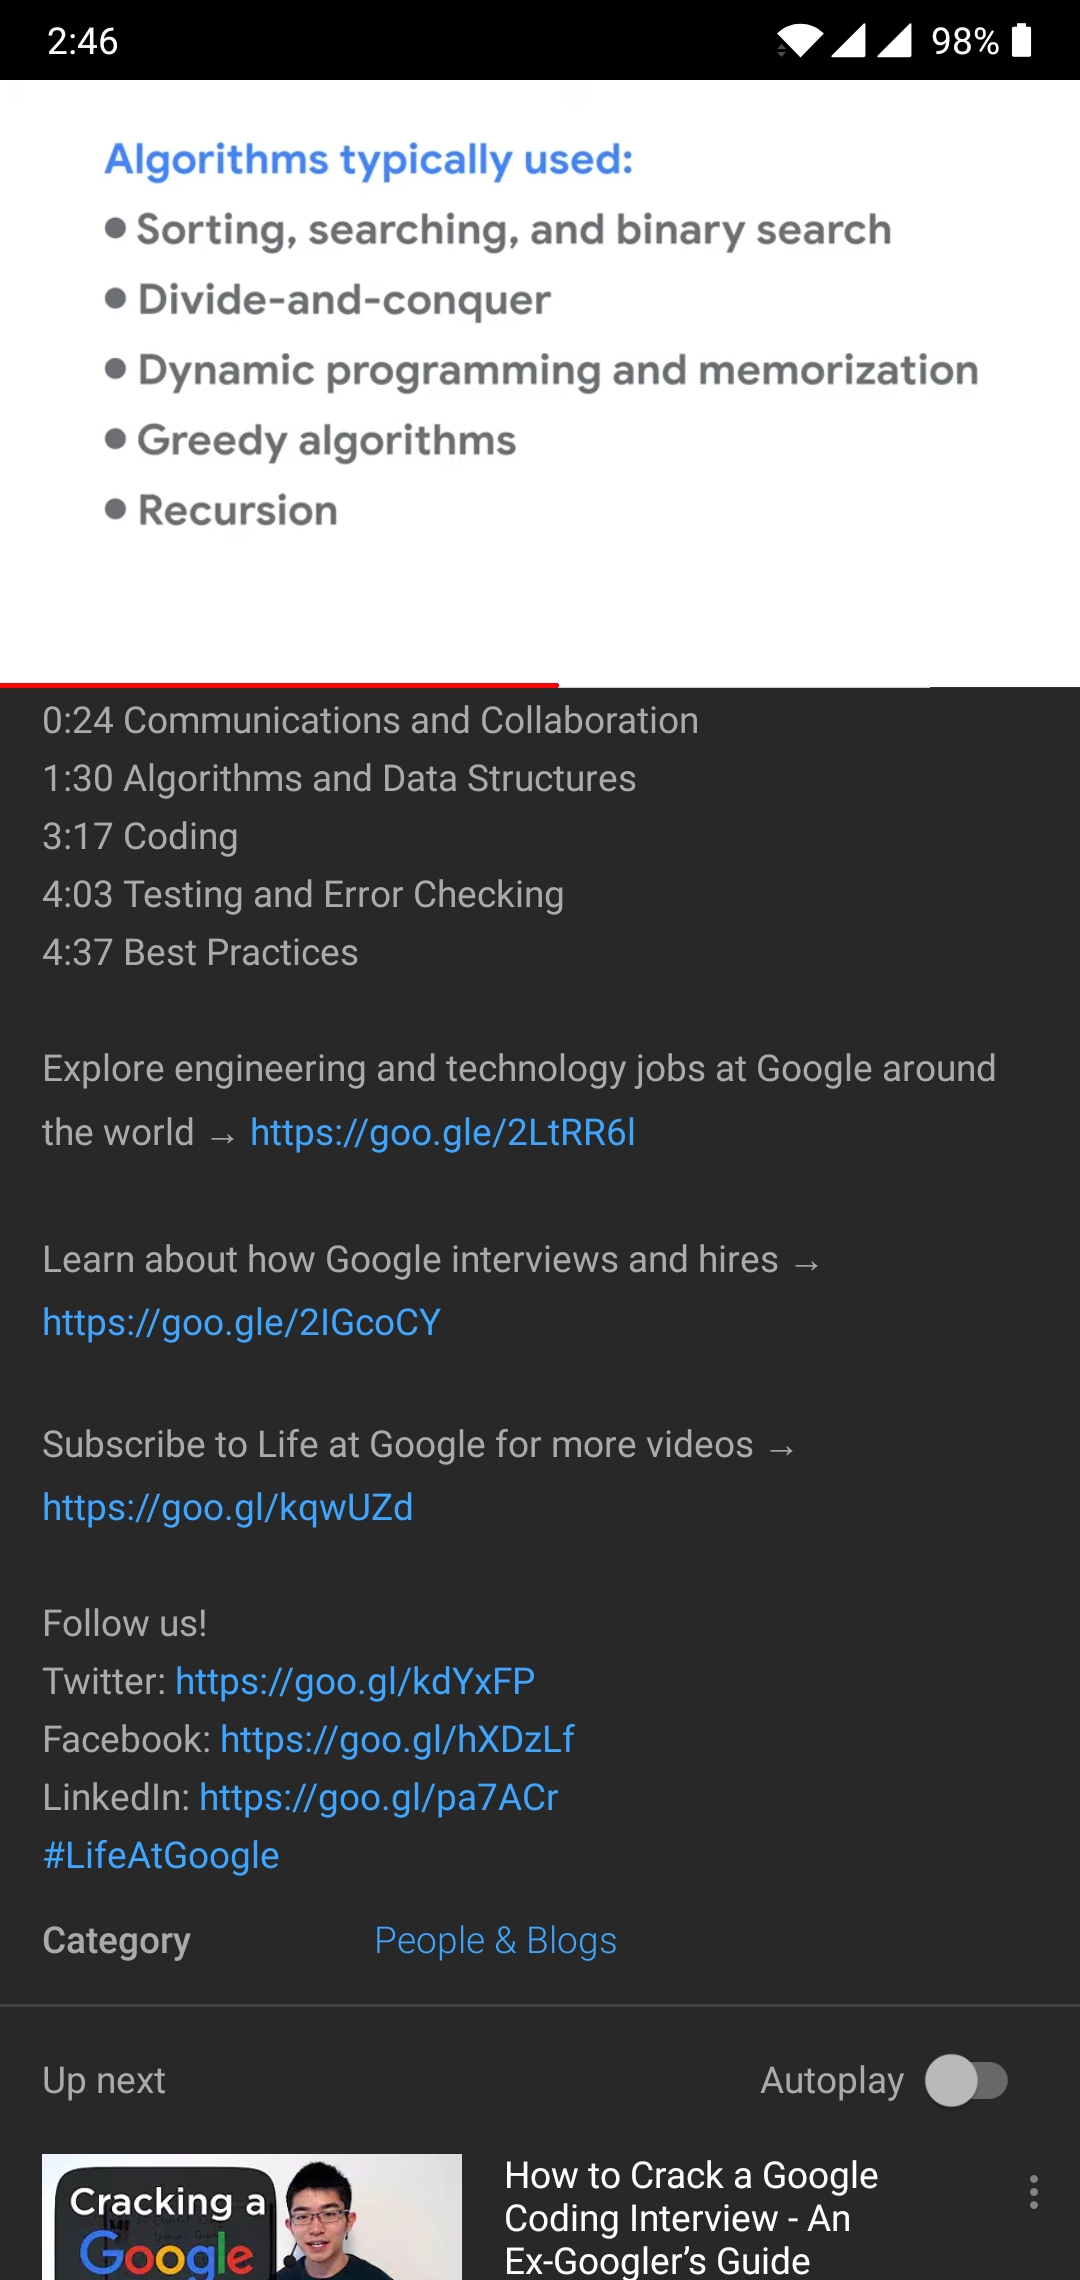 2:46
98%
Algorithms typically used:
● Sorting, searching, and binary search
● Divide-and-conquer
● Dynamic programming and memorization
● Greedy algorithms
● Recursion
0:24 Communications and Collaboration
1:30 Algorithms and Data Structures
3:17 Coding
4:03 Testing and Error Checking
4:37 Best Practices
Explore engineering and technology jobs at Google around
the world → https://goo.gle/2LtRR6l
Learn about how Google interviews and hires →
https://goo.gle/2IGcoCY
Subscribe to Life at Google for more videos →
https://goo.gl/kqwUZd
Follow us!
Twitter: https://goo.gl/kdYxFP
Facebook: https://goo.gl/hXDzLf
LinkedIn: https://goo.gl/pa7ACr
#LifeAtGoogle
Category People & Blogs
Up next Autoplay
Cracking a
Google
How to Crack a Google
Coding Interview - An
Ex-Googler’s Guide